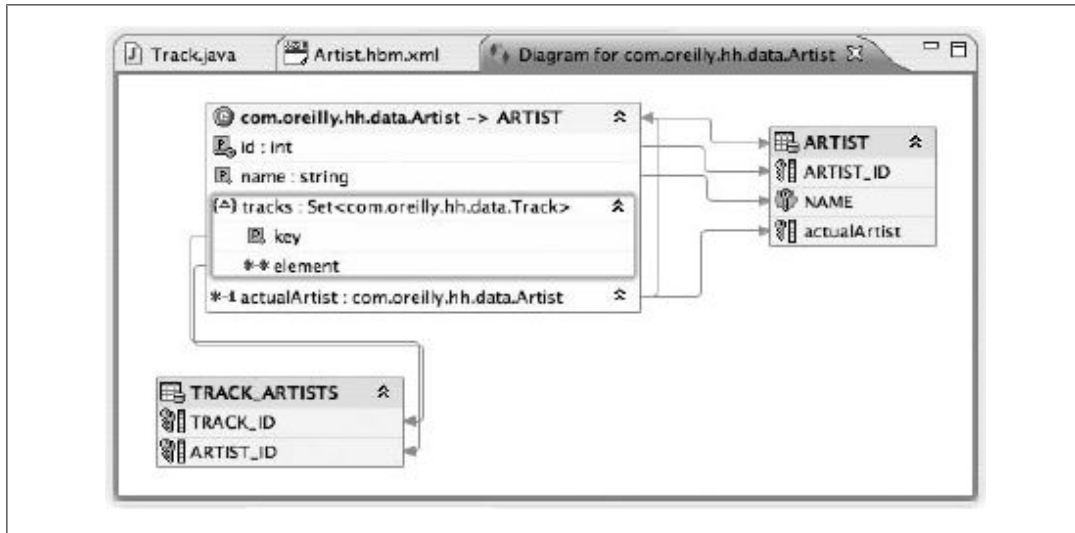 Track.java
Artist.hbm.xml
Diagram for com.oreilly.hh.data.Artist
com.oreilly.hh.data.Artist -> ARTIST
id : int
name : string
tracks : Set<com.oreilly.hh.data.Track>
key
*-* element
*-1 actualArtist : com.oreilly.hh.data.Artist
ARTIST
ARTIST_ID
NAME
actualArtist
TRACK_ARTISTS
TRACK_ID
ARTIST_ID